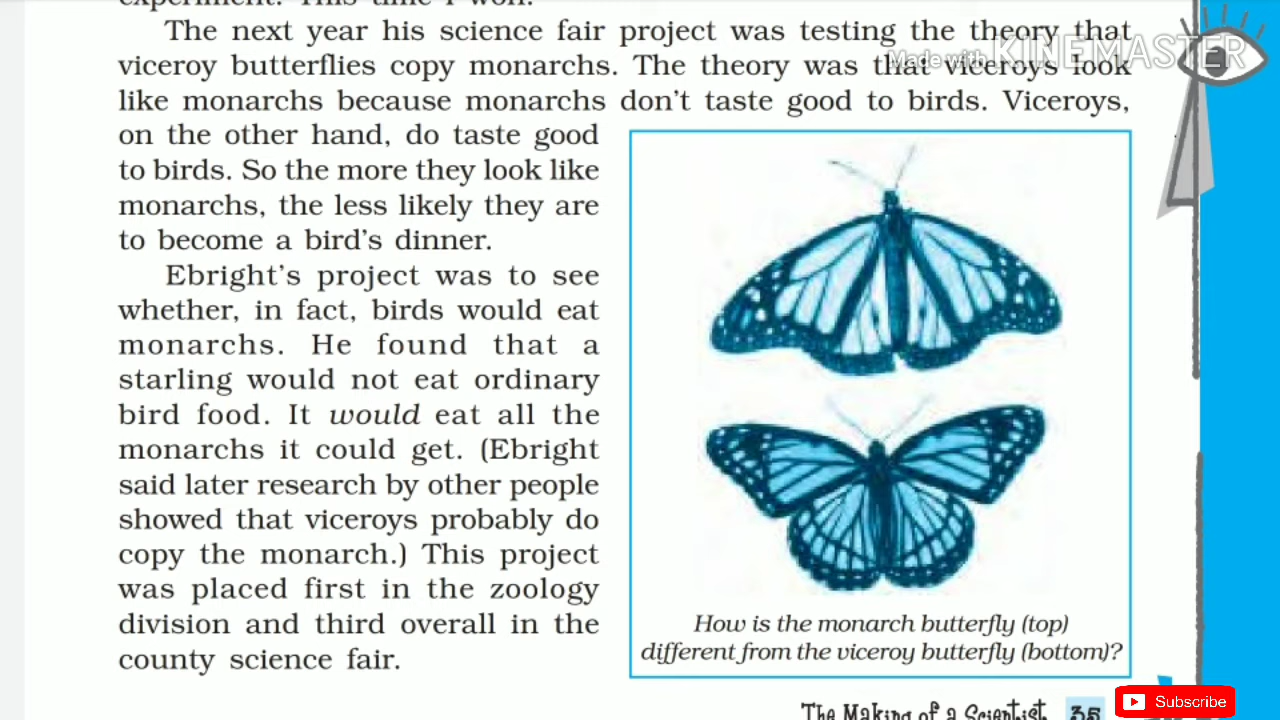 experiment. This time I won.
The next year his science fair project was testing the theory that
viceroy butterflies copy monarchs. The theory was that viceroys look
like monarchs because monarchs don't taste good to birds. Viceroys,
on the other hand, do taste good
to birds. So the more they look like
monarchs, the less likely they are
to become a bird's dinner.
Ebright's project was to see
whether, in fact, birds would eat
monarchs. He found that a
starling would not eat ordinary
bird food. It would eat all the
monarchs it could get. (Ebright
said later research by other people
showed that viceroys probably do
copy the monarch.) This project
was placed first in the zoology
division and third overall in the
county science fair.
How is the monarch butterfly (top)
different from the viceroy butterfly (bottom)?
The Making of a Scientist 35
Made with KINEMASTER
Subscribe